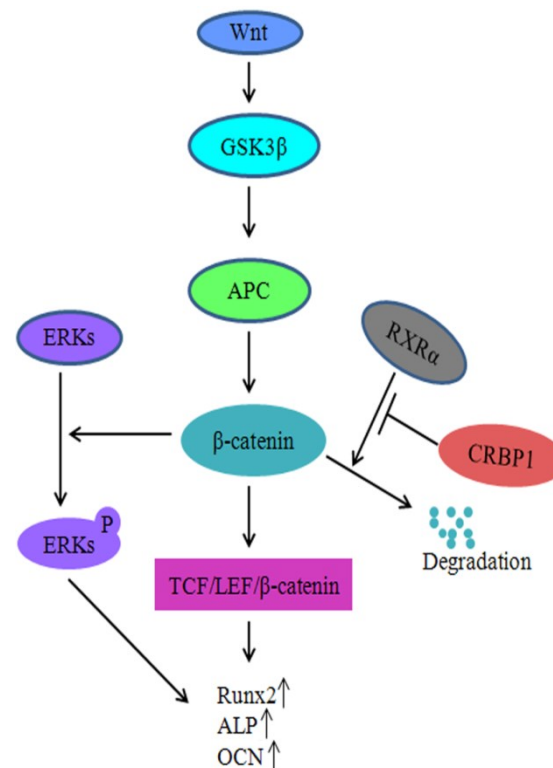 Wnt
GSK3β
APC
ERKs
RXRα
β-catenin
CRBP1
P
ERKs
Degradation
TCF/LEF/β-catenin
Runx2↑
ALP↑
OCN↑